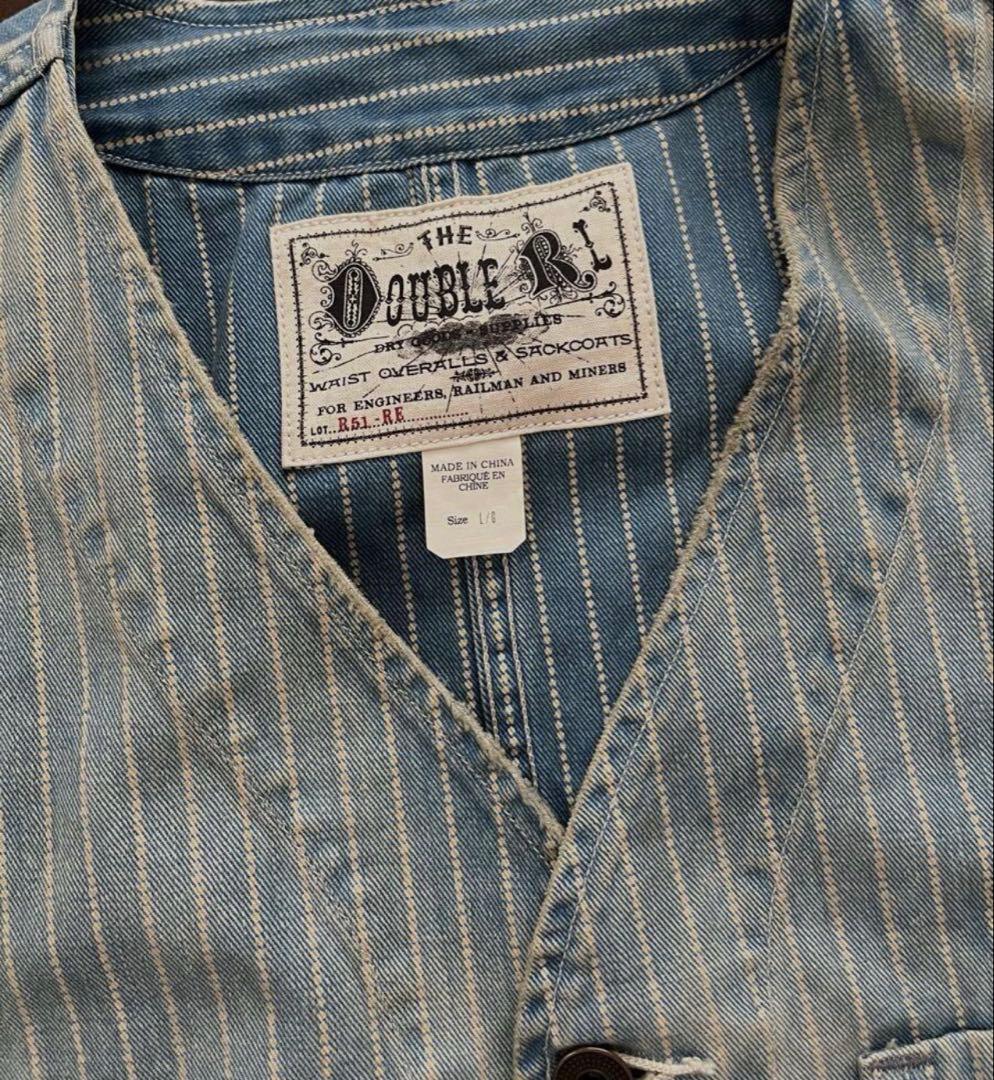 THE
DOUBLE RL
DRY GOODS & SUPPLIES
WAIST OVERALLS & SACKCOATS
FOR ENGINEERS, RAILMAN AND MINERS
LOT.. R51.-RE............
MADE IN CHINA
FABRIQUÉ EN
CHINE
Size L/G